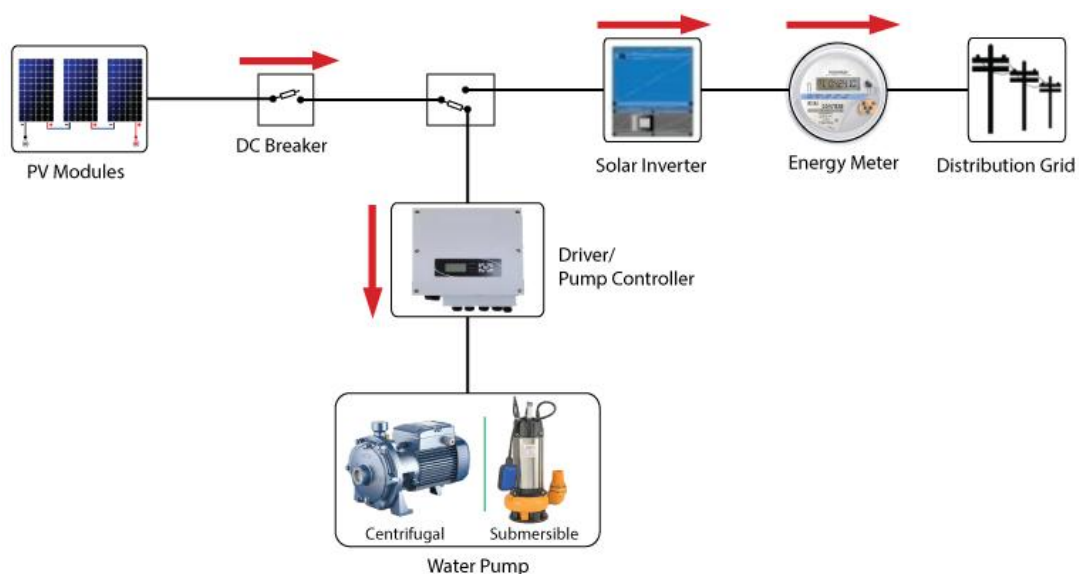 PV Modules
DC Breaker
Solar Inverter
Energy Meter
Distribution Grid
Driver/
Pump Controller
Centrifugal
Submersible
Water Pump